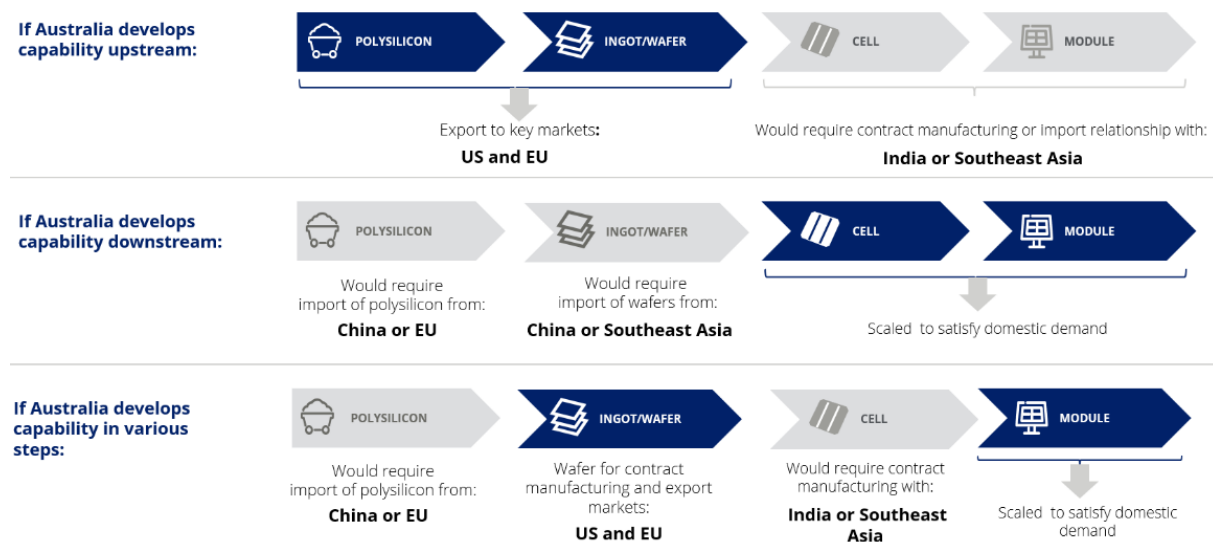 If Australia develops
capability upstream:
POLYSILICON
INGOT/WAFER
CELL
MODULE
Export to key markets:
US and EU
Would require contract manufacturing or import relationship with:
India or Southeast Asia
If Australia develops
capability downstream:
POLYSILICON
INGOT/WAFER
CELL
MODULE
Would require
import of polysilicon from:
China or EU
Would require
import of wafers from:
China or Southeast Asia
Scaled to satisfy domestic demand
If Australia develops
capability in various
steps:
POLYSILICON
INGOT/WAFER
CELL
MODULE
Would require
import of polysilicon from:
China or EU
Wafer for contract
manufacturing and export
markets:
US and EU
Would require contract
manufacturing with:
India or Southeast
Asia
Scaled to satisfy domestic
demand